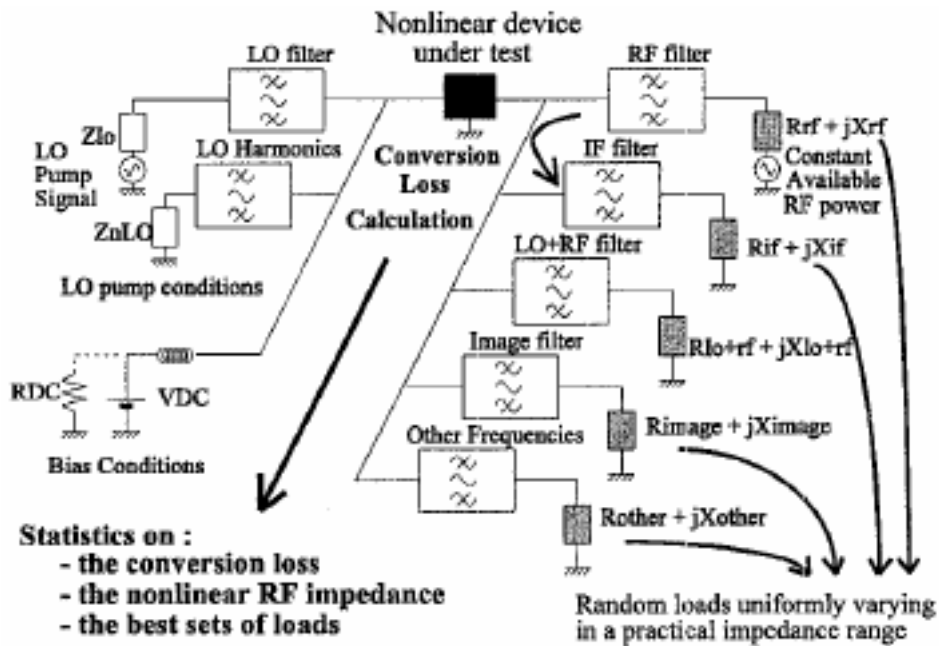 Nonlinear device
under test
LO filter
RF filter
Zlo
LO
Pump
Signal
LO Harmonics
ZnLO
LO pump conditions
Conversion
Loss
Calculation
IF filter
Rrf + jXrf
Constant
Available
RF power
Rif + jXif
LO+RF filter
Rlo+rf + jXlo+rf
Image filter
Rimage + jXimage
Other Frequencies
Rother + jXother
RDC
VDC
Bias Conditions
Statistics on :
- the conversion loss
- the nonlinear RF impedance
- the best sets of loads
Random loads uniformly varying
in a practical impedance range